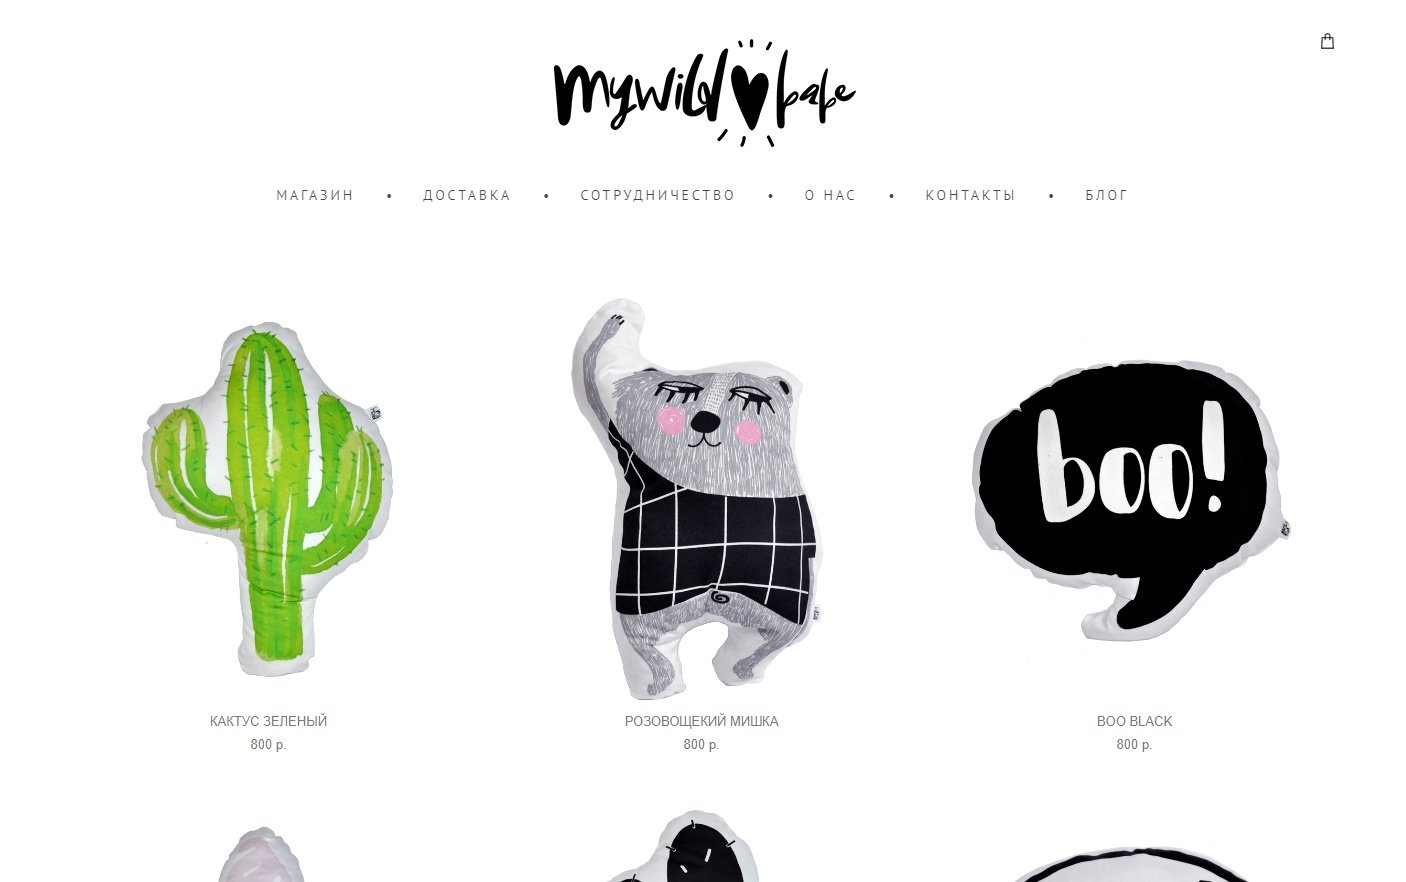 mywild babe
МАГАЗИН • ДОСТАВКА • СОТРУДНИЧЕСТВО • О НАС • КОНТАКТЫ • БЛОГ
boo!
КАКТУС ЗЕЛЕНЫЙ
800 р.
РОЗОВОЩЕКИЙ МИШКА
800 р.
BOO BLACK
800 р.